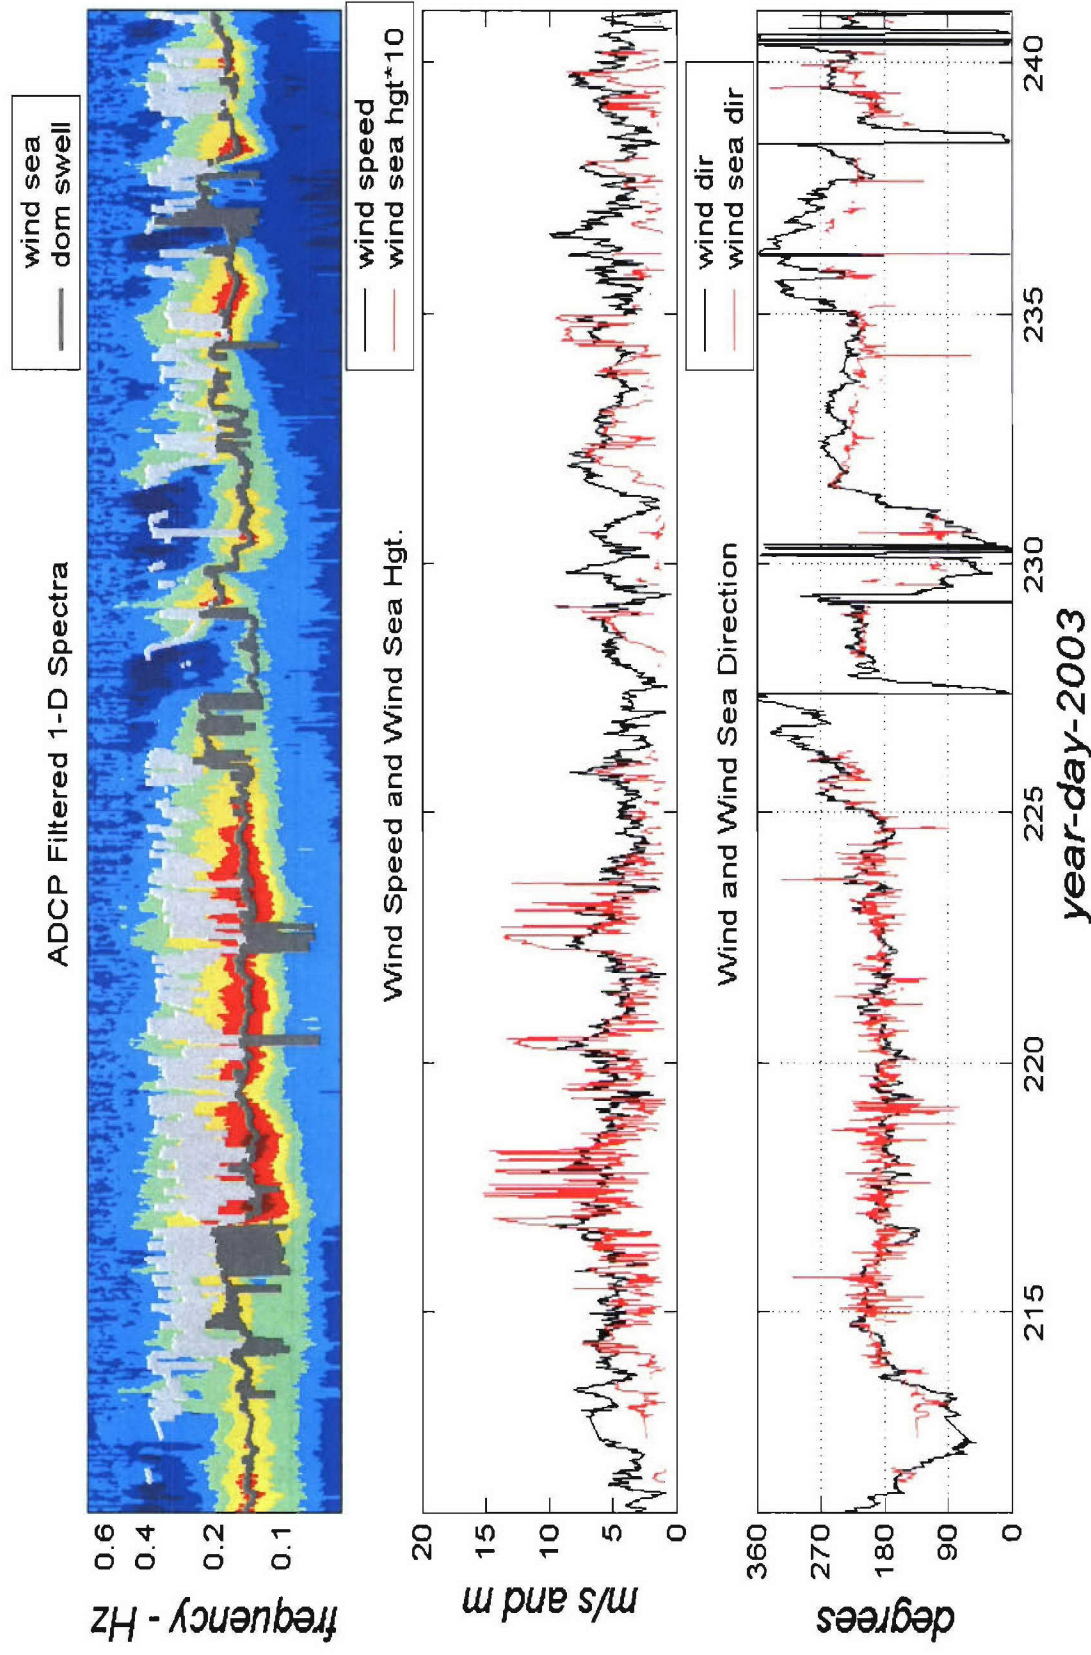 ADCP Filtered 1-D Spectra
wind sea
dom swell
frequency - Hz
0.6
0.4
0.2
0.1
Wind Speed and Wind Sea Hgt.
wind speed
wind sea hgt*10
m/s and m
20
15
10
5
0
Wind and Wind Sea Direction
wind dir
wind sea dir
degrees
360
270
180
90
0
215
220
225
230
235
240
year-day-2003